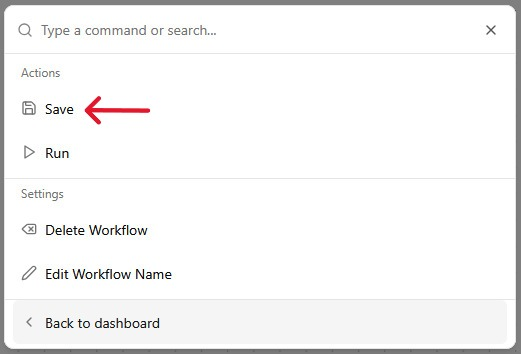 Type a command or search...
Actions
Save
Run
Settings
Delete Workflow
Edit Workflow Name
Back to dashboard